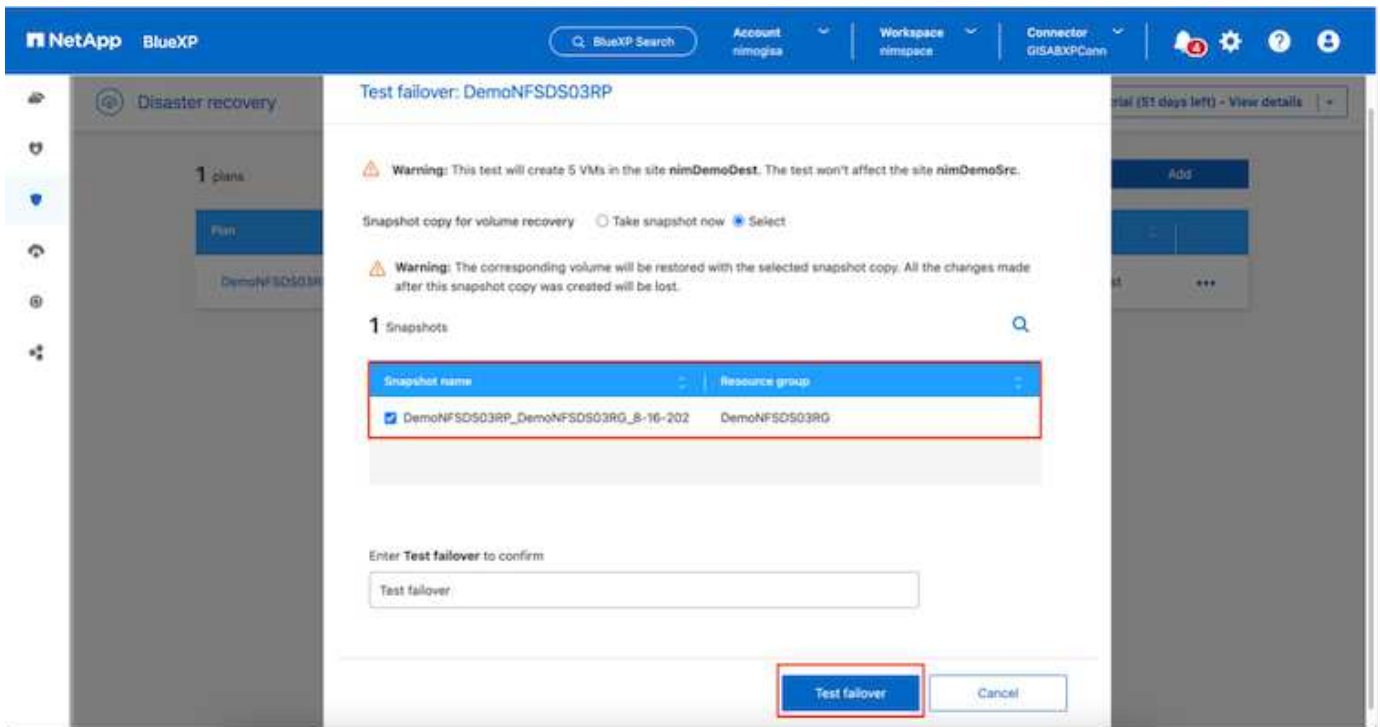 NetApp BlueXP
BlueXP Search
Account
nimogisa
Workspace
nimspace
Connector
GISABXPConn
4
Disaster recovery
Test failover: DemoNFSDS03RP
rial (51 days left) - View details
Warning: This test will create 5 VMs in the site nimDemoDest. The test won't affect the site nimDemoSrc.
1 plans
Add
Snapshot copy for volume recovery Take snapshot now Select
Plan
Warning: The corresponding volume will be restored with the selected snapshot copy. All the changes made
after this snapshot copy was created will be lost.
DemoNFSDS03R
st
1 Snapshots
Snapshot name Resource group
DemoNFSDS03RP_DemoNFSDS03RG_8-16-202 DemoNFSDS03RG
Enter Test failover to confirm
Test failover
Test failover
Cancel